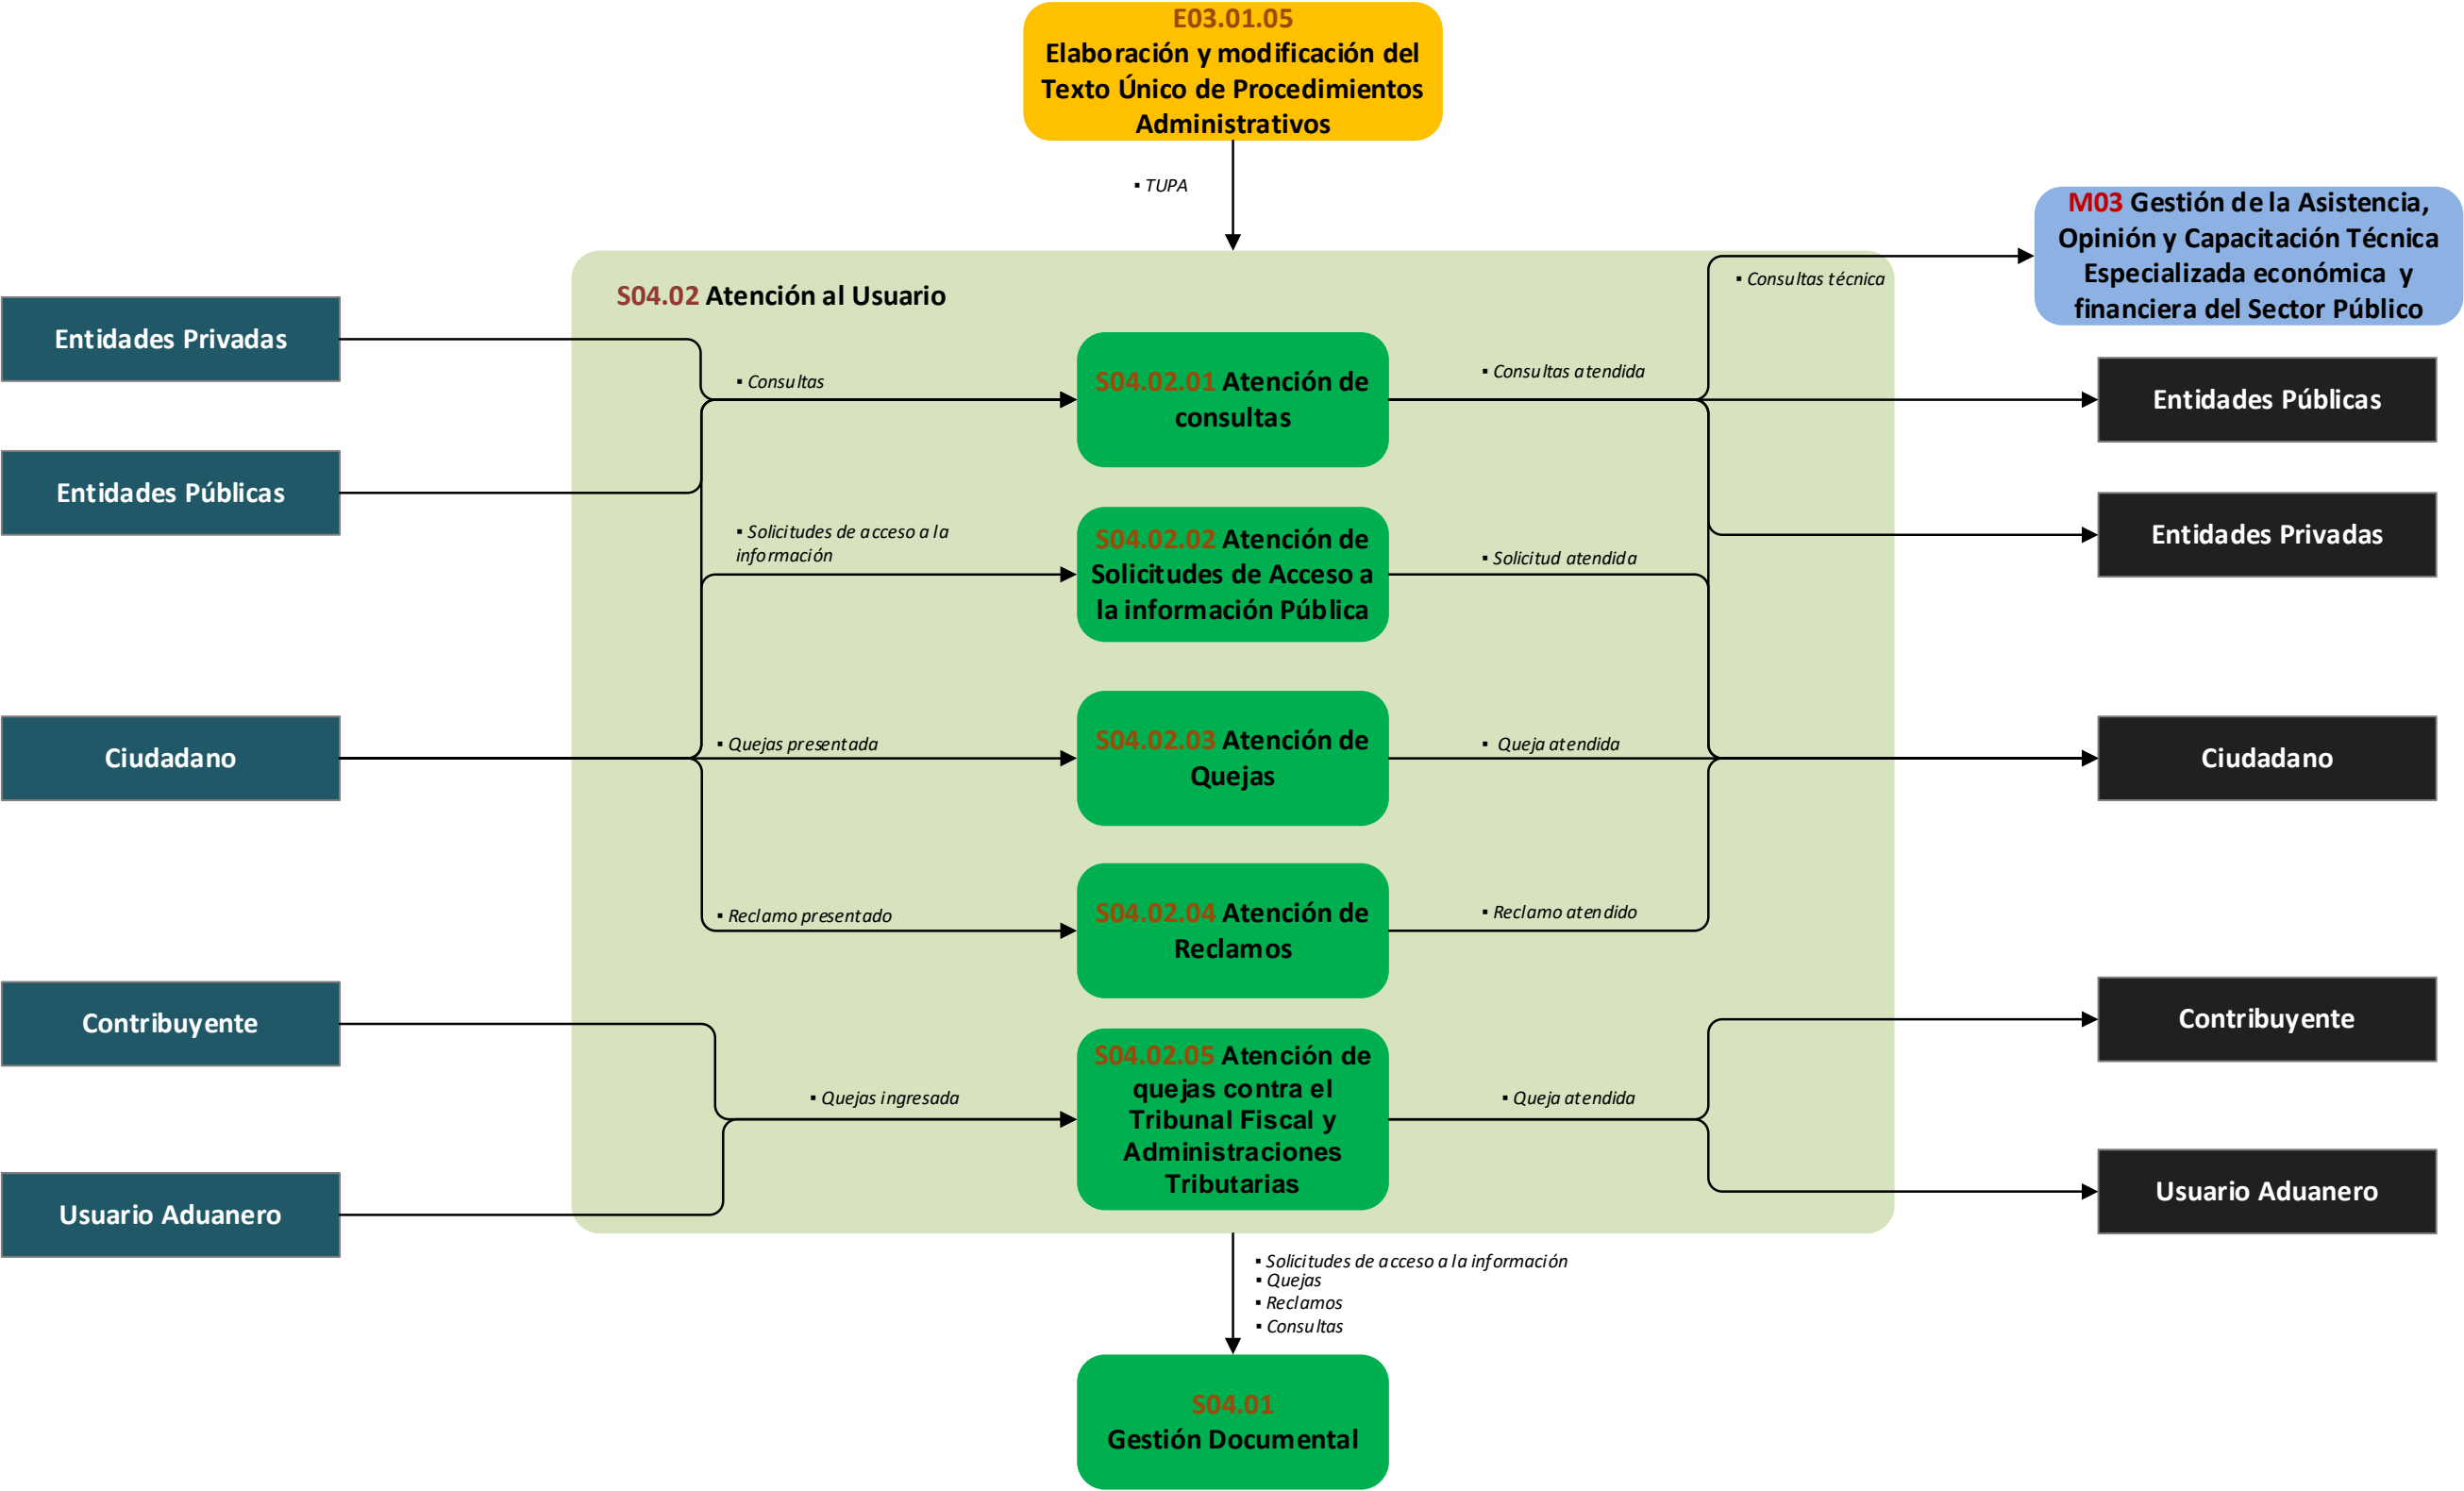 E03.01.05
Elaboración y modificación del
Texto Único de Procedimientos
Administrativos
▪ TUPA
M03 Gestión de la Asistencia,
Opinión y Capacitación Técnica
Especializada económica y
financiera del Sector Público
S04.02 Atención al Usuario
▪ Consultas técnica
Entidades Privadas
▪ Consultas
S04.02.01 Atención de
consultas
▪ Consultas atendida
Entidades Públicas
Entidades Públicas
▪ Solicitudes de acceso a la
información
S04.02.02 Atención de
Solicitudes de Acceso a
la información Pública
▪ Solicitud atendida
Entidades Privadas
Ciudadano
▪ Quejas presentada
S04.02.03 Atención de
Quejas
▪ Queja atendida
Ciudadano
▪ Reclamo presentado
S04.02.04 Atención de
Reclamos
▪ Reclamo atendido
Contribuyente
▪ Quejas ingresada
S04.02.05 Atención de
quejas contra el
Tribunal Fiscal y
Administraciones
Tributarias
▪ Queja atendida
Contribuyente
Usuario Aduanero
Usuario Aduanero
▪ Solicitudes de acceso a la información
▪ Quejas
▪ Reclamos
▪ Consultas
S04.01
Gestión Documental